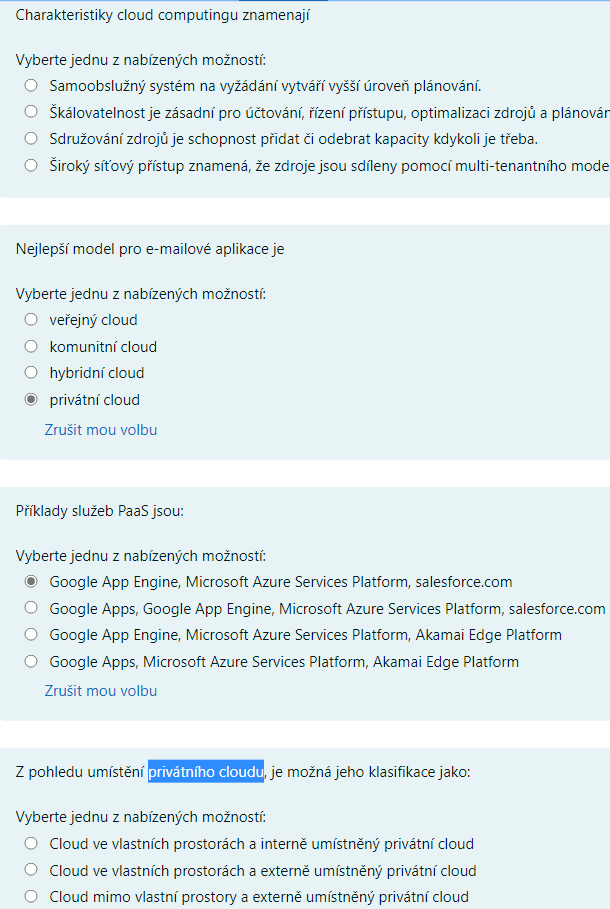 Charakteristiky cloud computingu znamenají
Vyberte jednu z nabízených možností:
Samoobslužný systém na vyžádání vytváří vyšší úroveň plánování.
Škálovatelnost je zásadní pro účtování, řízení přístupu, optimalizaci zdrojů a plánován
Sdružování zdrojů je schopnost přidat či odebrat kapacity kdykoli je třeba.
Široký síťový přístup znamená, že zdroje jsou sdíleny pomocí multi-tenantního mode
Nejlepší model pro e-mailové aplikace je
Vyberte jednu z nabízených možností:
veřejný cloud
komunitní cloud
hybridní cloud
privátní cloud
Zrušit mou volbu
Příklady služeb PaaS jsou:
Vyberte jednu z nabízených možností:
Google App Engine, Microsoft Azure Services Platform, salesforce.com
Google Apps, Google App Engine, Microsoft Azure Services Platform, salesforce.com
Google App Engine, Microsoft Azure Services Platform, Akamai Edge Platform
Google Apps, Microsoft Azure Services Platform, Akamai Edge Platform
Zrušit mou volbu
Z pohledu umístění privátního cloudu, je možná jeho klasifikace jako:
Vyberte jednu z nabízených možností:
Cloud ve vlastních prostorách a interně umístněný privátní cloud
Cloud ve vlastních prostorách a externě umístněný privátní cloud
Cloud mimo vlastní prostory a externě umístněný privátní cloud